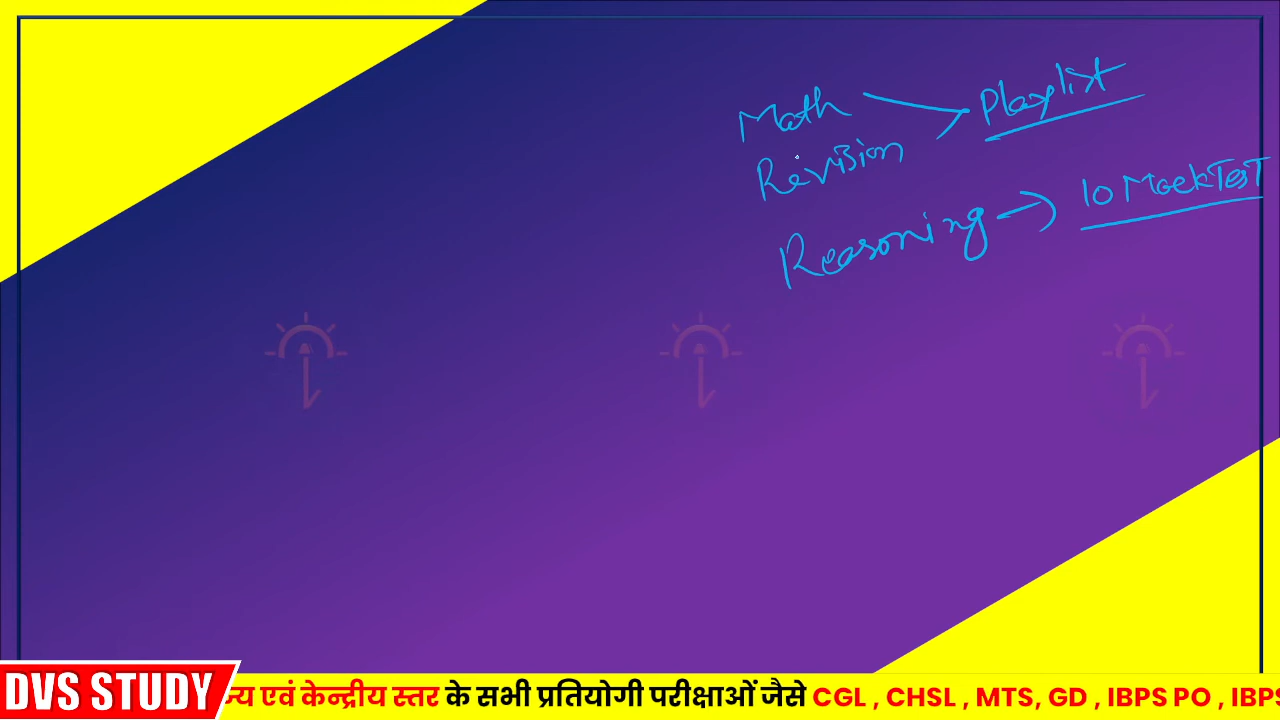 Math
Revision
Playlist
Reasoning → 10 Mock Test
DVS STUDY
एवं केन्द्रीय स्तर के सभी प्रतियोगी परीक्षाओं जैसे CGL , CHSL , MTS, GD , IBPS PO , IBPS